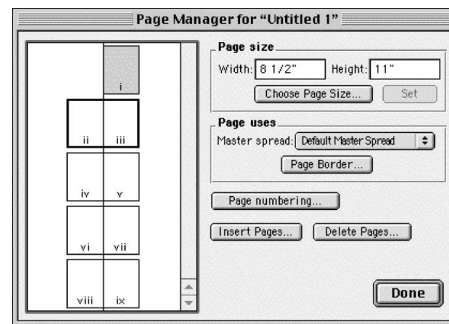 Page Manager for “Untitled 1”
i
ii iii
iv v
vi vii
viii ix
Page size
Width: 8 1/2" Height: 11"
Choose Page Size... Set
Page uses
Master spread: Default Master Spread
Page Border...
Page numbering...
Insert Pages... Delete Pages...
Done